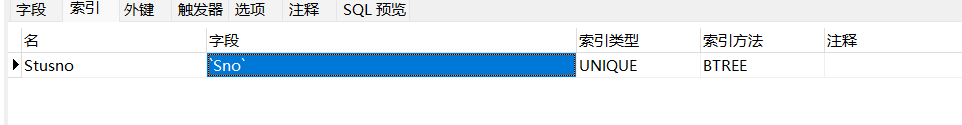 字段 索引 外键 触发器 选项 注释 SQL 预览
名 字段 索引类型 索引方法 注释
Stusno `Sno` UNIQUE BTREE